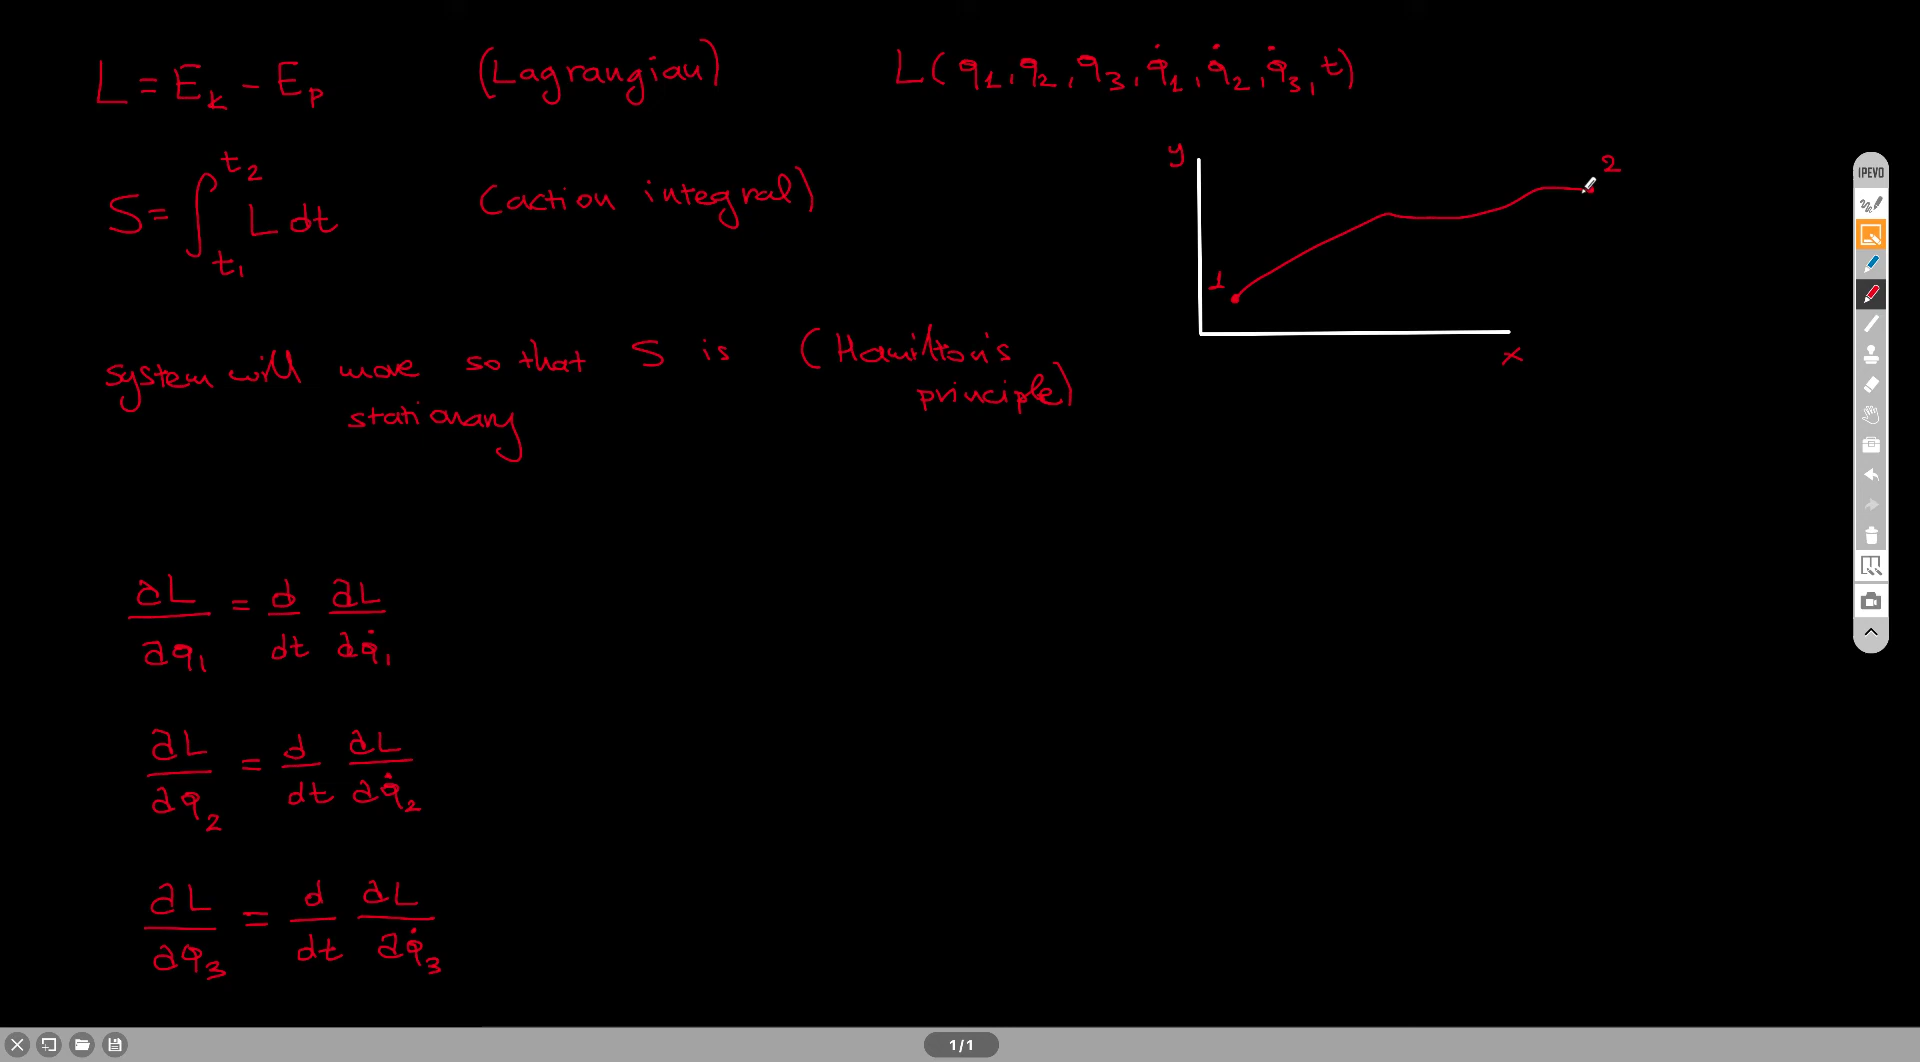 L = E_k - E_p (Lagrangian) L(q_1, q_2, q_3, q̇_1, q̇_2, q̇_3, t)
S = ∫_{t_1}^{t_2} L dt (action integral)
y
2
1
x
system will move so that S is (Hamilton's
principle)
stationary
∂L/∂q_1 = d/dt ∂L/∂q̇_1
∂L/∂q_2 = d/dt ∂L/∂q̇_2
∂L/∂q_3 = d/dt ∂L/∂q̇_3
IPEVO
1/1